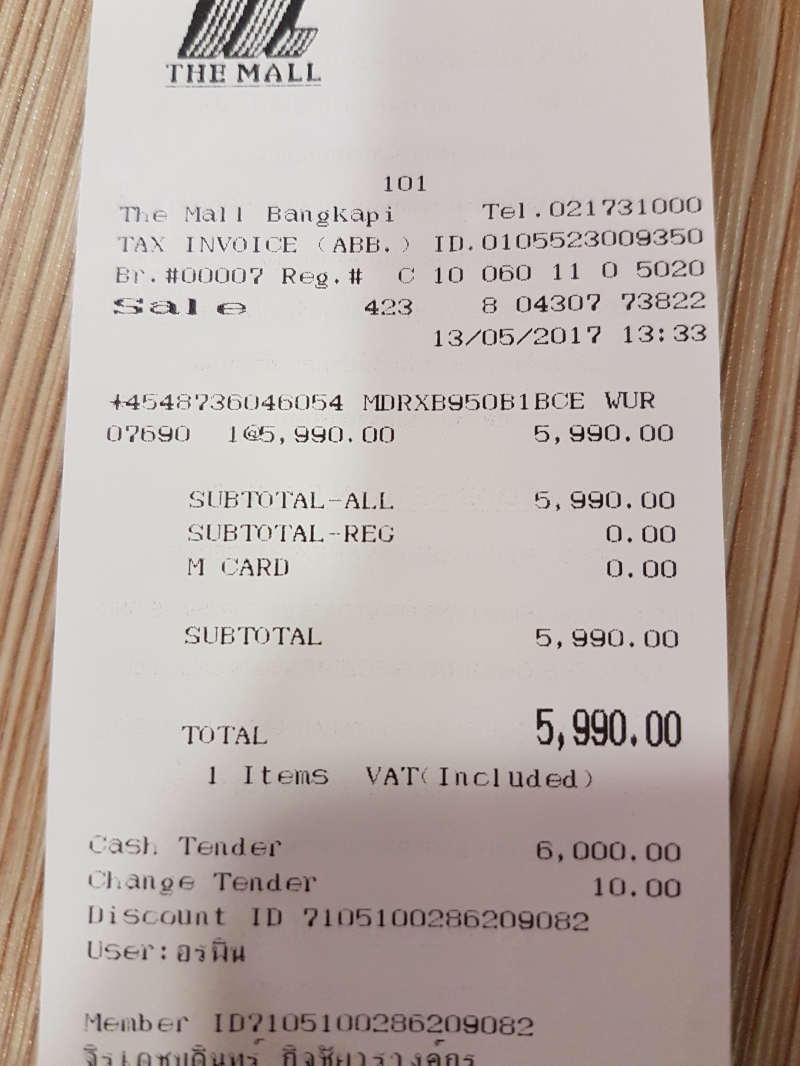 THE MALL
101
The Mall Bangkapi Tel.021731000
TAX INVOICE (ABB.) ID.0105523009350
Br.#00007 Reg.# C 10 060 11 0 5020
Sale 423 8 04307 73822
13/05/2017 13:33
*4548736046054 MDRXB950B1BCE WUR
07690 1@5,990.00 5,990.00
SUBTOTAL-ALL 5,990.00
SUBTOTAL-REG 0.00
M CARD 0.00
SUBTOTAL 5,990.00
TOTAL 5,990.00
1 Items VAT(Included)
Cash Tender 6,000.00
Change Tender 10.00
Discount ID 7105100286209082
User:อรพิน
Member ID7105100286209082